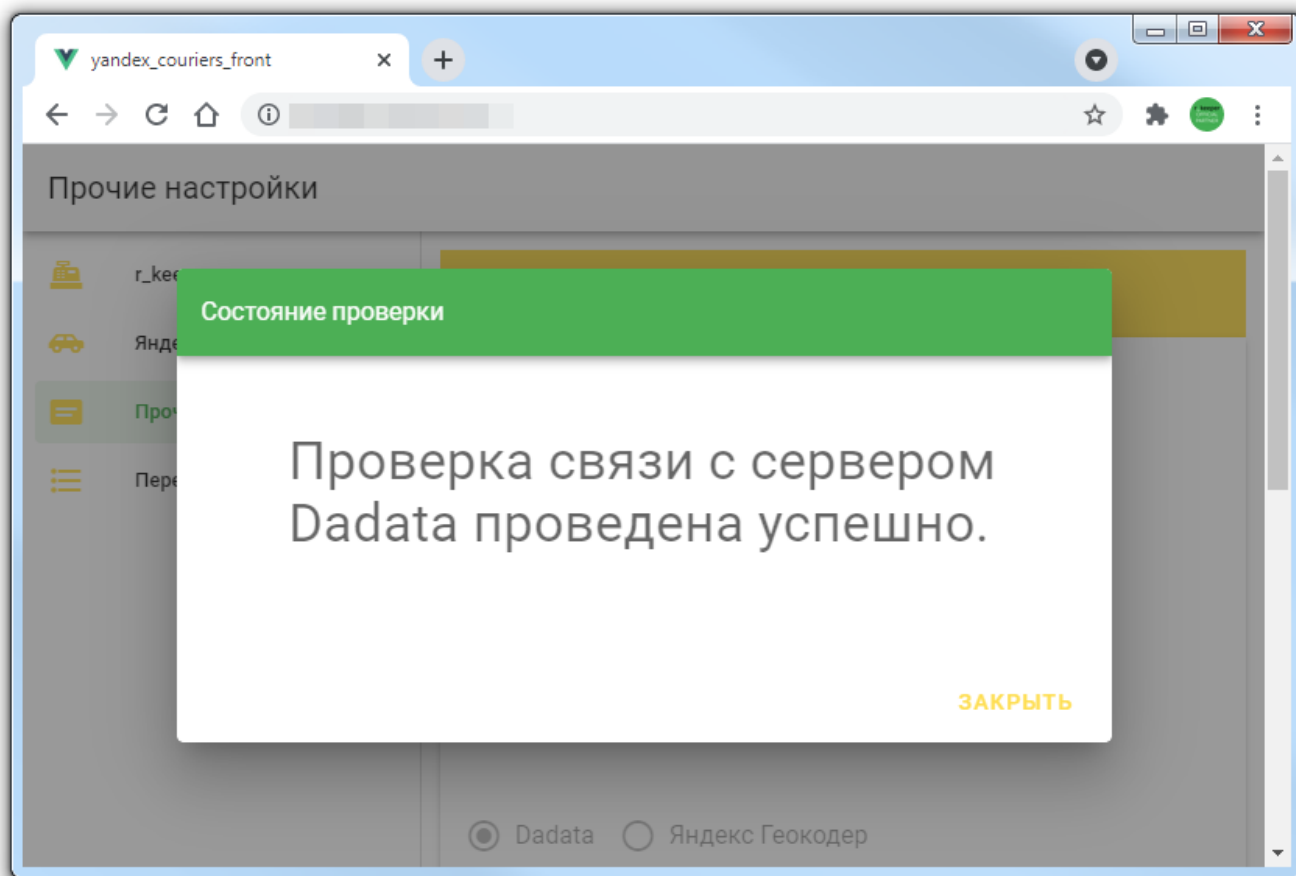 yandex_couriers_front
Прочие настройки
r_kee
Состояние проверки
Янде
Проч
Пере
Проверка связи с сервером
Dadata проведена успешно.
ЗАКРЫТЬ
Dadata
Яндекс Геокодер